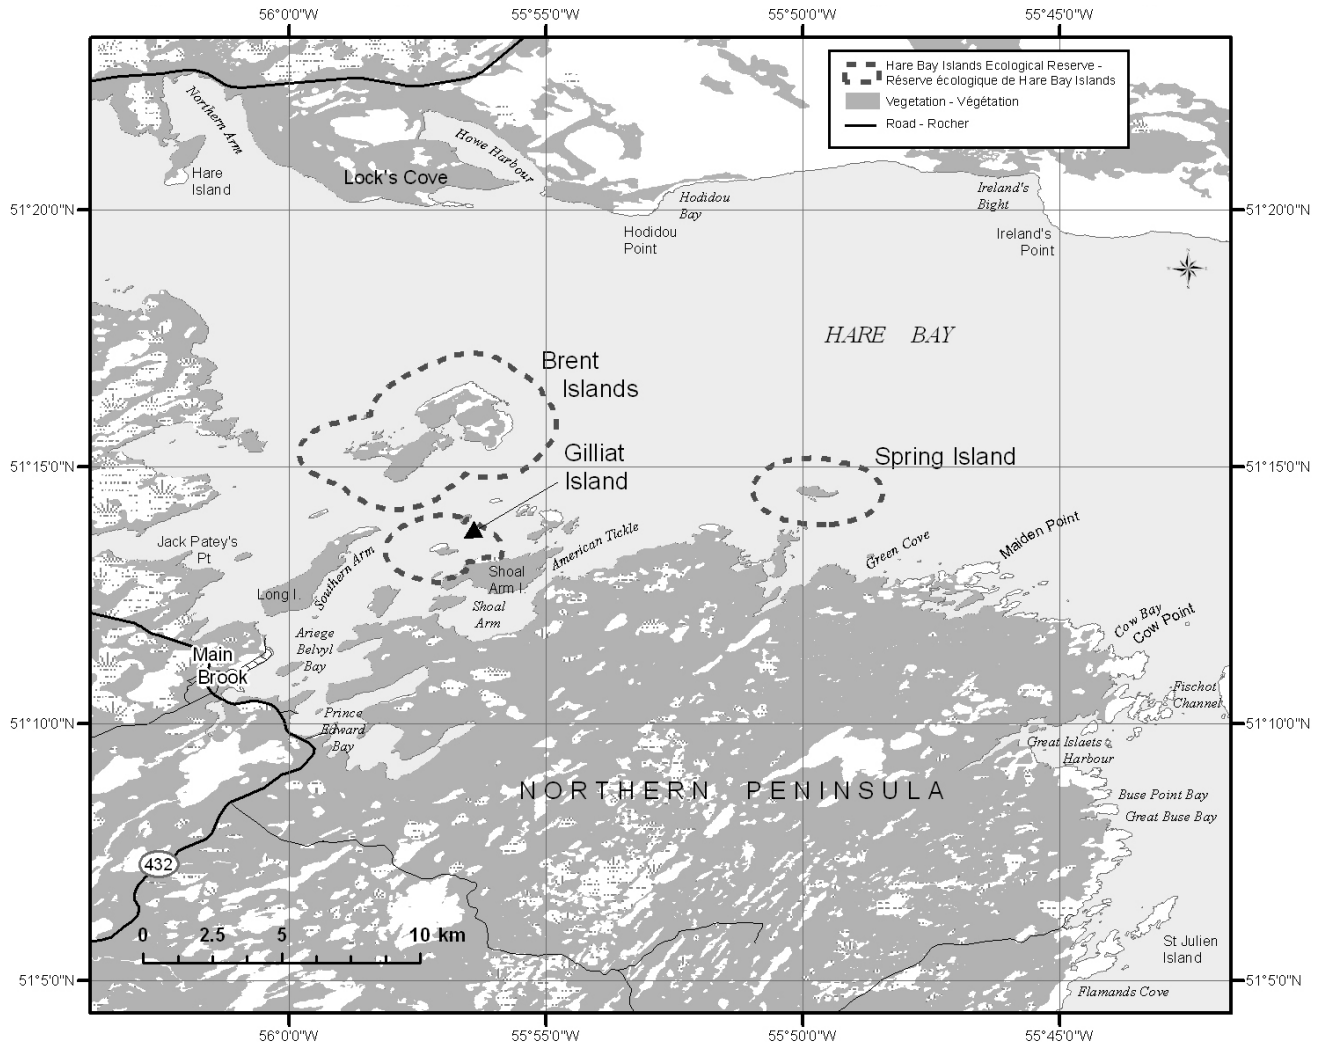 56°0'0"W
55°55'0"W
55°50'0"W
55°45'0"W
Hare Bay Islands Ecological Reserve -
Réserve écologique de Hare Bay Islands
Vegetation - Végétation
Road - Rocher
Northern Arm
Howe Harbour
Hare
Island
Lock's Cove
Hodidou
Bay
Ireland's
Bight
51°20'0"N
51°20'0"N
Hodidou
Point
Ireland's
Point
HARE BAY
Brent
Islands
Gilliat
Island
Spring Island
51°15'0"N
51°15'0"N
Jack Patey's
Pt
Southern Arm
American Tickle
Green Cove
Maiden Point
Shoal
Arm I.
Long I.
Shoal
Arm
Cow Bay
Cow Point
Ariege
Belvyl
Bay
Main
Brook
Fischot
Channel
51°10'0"N
51°10'0"N
Prince
Edward
Bay
Great Islaets
Harbour
NORTHERN PENINSULA
Buse Point Bay
Great Buse Bay
432
0 2.5 5 10 km
St Julien
Island
51°5'0"N
51°5'0"N
Flamands Cove
56°0'0"W
55°55'0"W
55°50'0"W
55°45'0"W